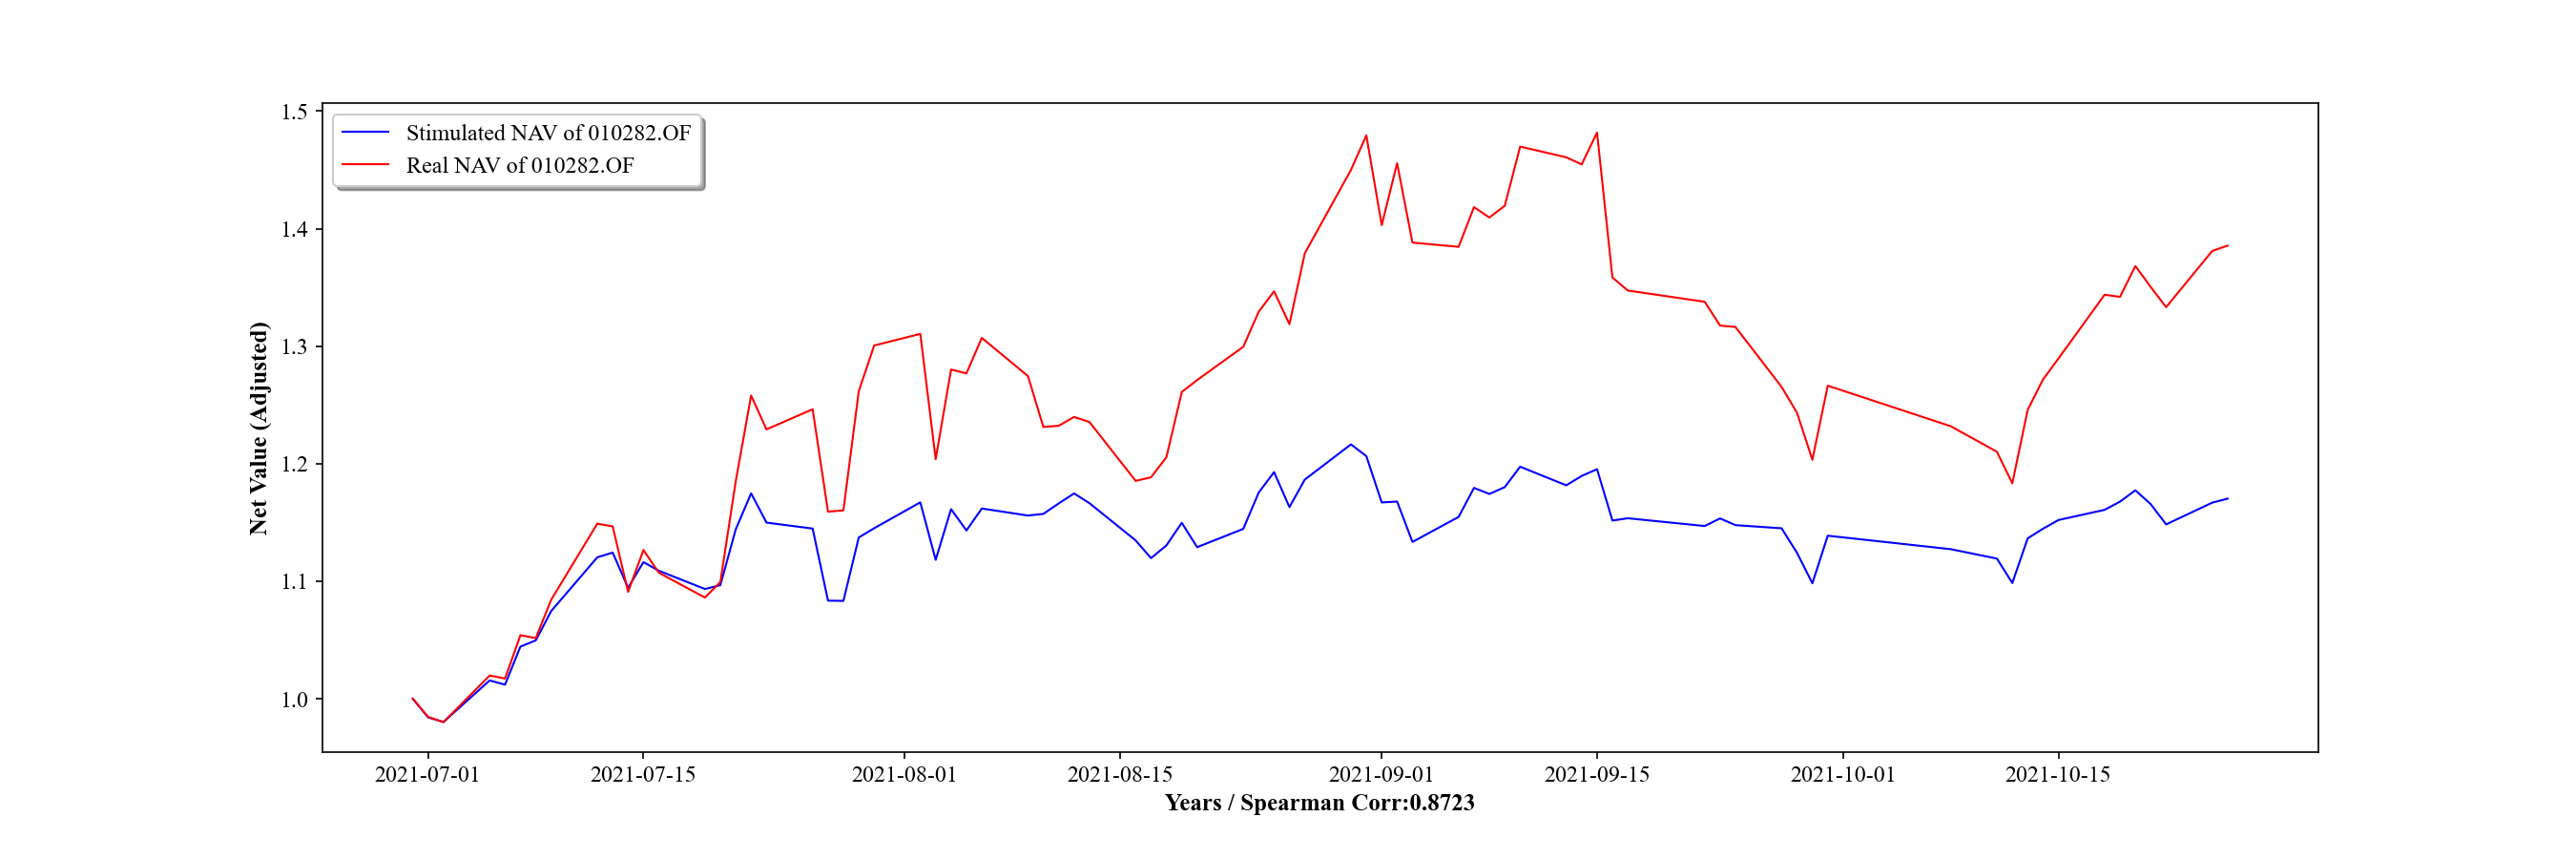 1.5
Stimulated NAV of 010282.OF
Real NAV of 010282.OF
1.4
1.3
1.2
1.1
1.0
Net Value (Adjusted)
2021-07-01 2021-07-15 2021-08-01 2021-08-15 2021-09-01 2021-09-15 2021-10-01 2021-10-15
Years / Spearman Corr:0.8723